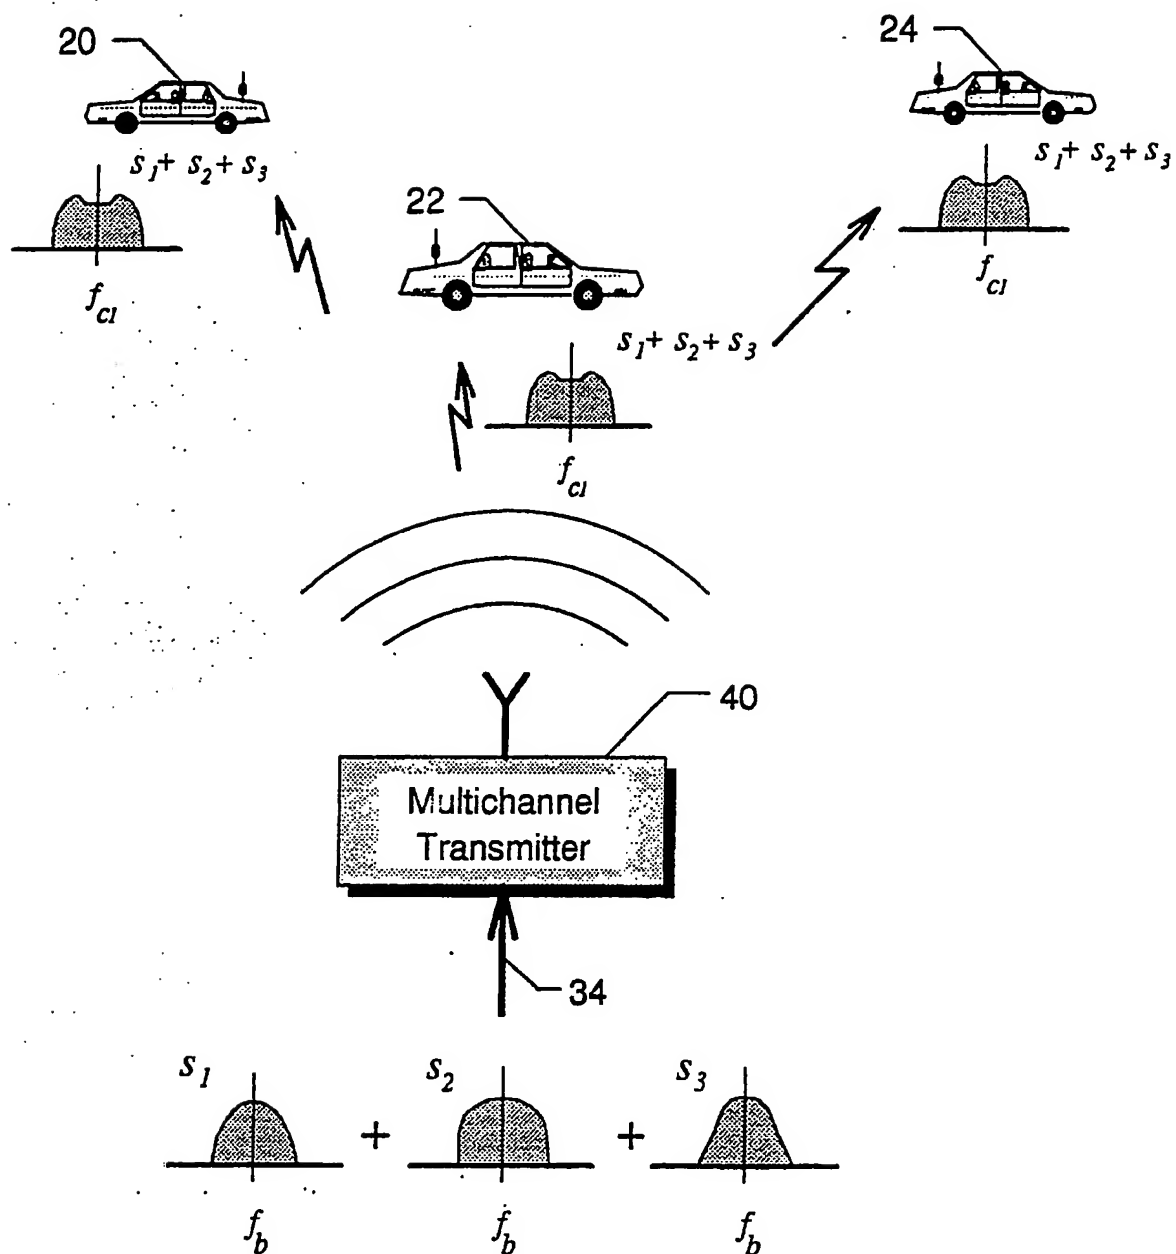 20
24
s1 + s2 + s3
s1 + s2 + s3
22
fc1
fc1
s1 + s2 + s3
fc1
40
Multichannel
Transmitter
34
s1
s2
s3
+
+
fb
fb
fb